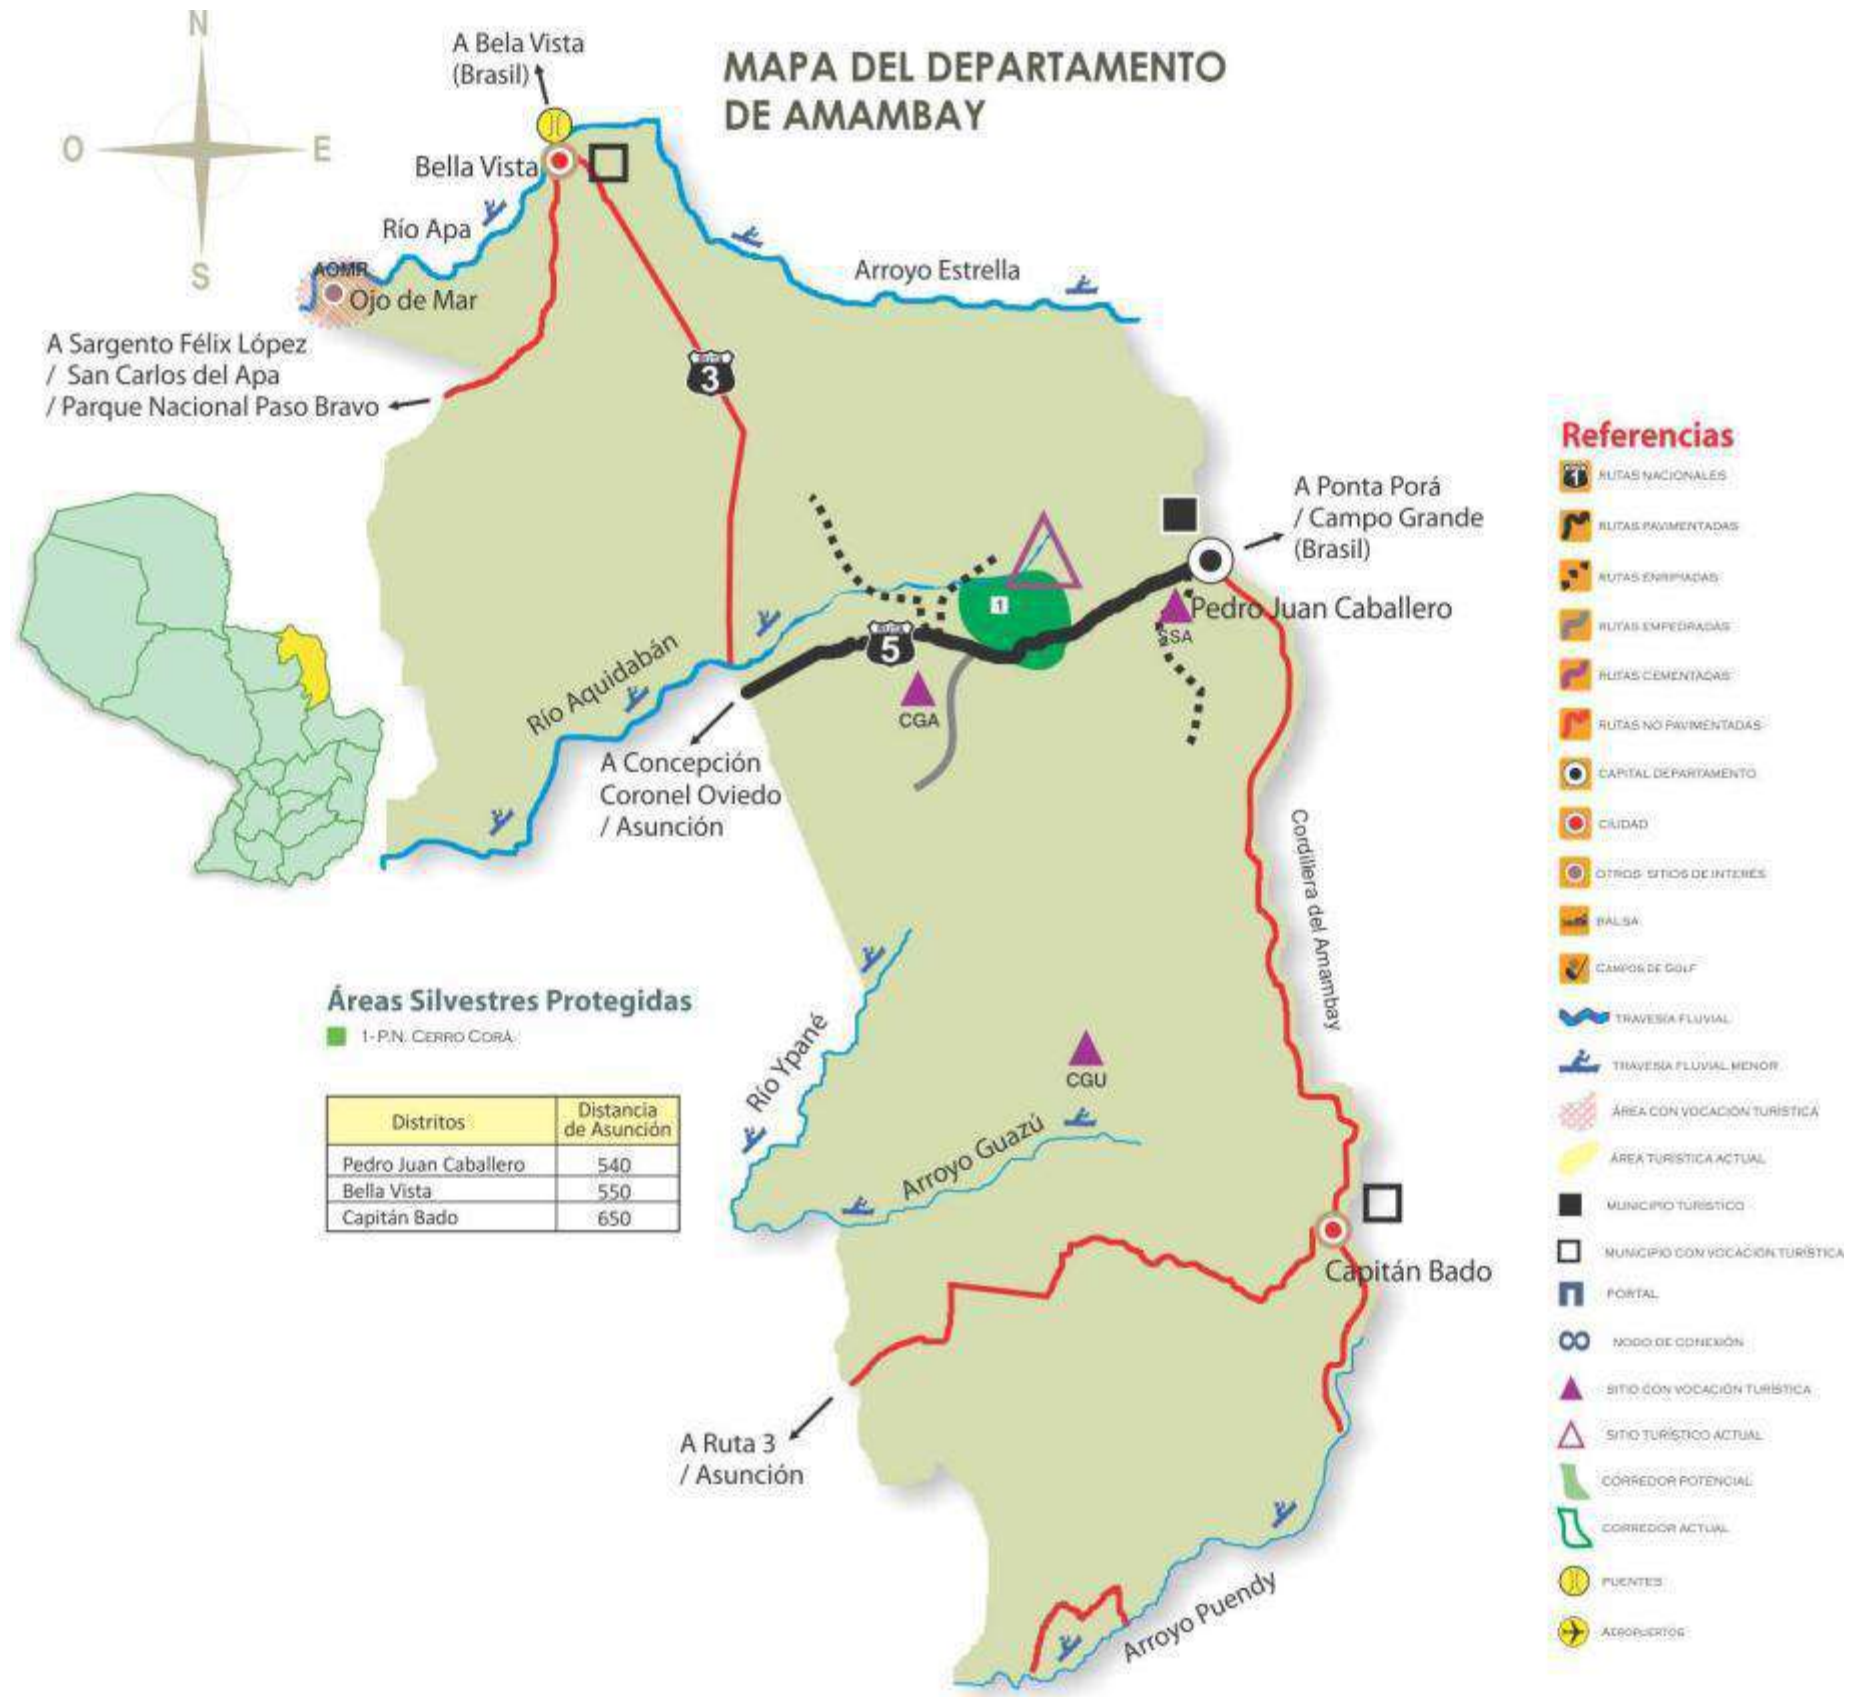 N
O
E
S
MAPA DEL DEPARTAMENTO
DE AMAMBAY
A Bela Vista
(Brasil)
Bella Vista
Río Apa
AOMR
Ojo de Mar
Arroyo Estrella
A Sargento Félix López
/ San Carlos del Apa
/ Parque Nacional Paso Bravo
RUTA
3
A Ponta Porá
/ Campo Grande
(Brasil)
Pedro Juan Caballero
SSA
1
RUTA
5
CGA
Río Aquidabán
A Concepción
Coronel Oviedo
/ Asunción
Cordillera del Amambay
Río Ypané
CGU
Arroyo Guazú
Capitán Bado
A Ruta 3
/ Asunción
Arroyo Puendy
Áreas Silvestres Protegidas
1-P.N. CERRO CORÁ
Distritos
Distancia
de Asunción
Pedro Juan Caballero 540
Bella Vista 550
Capitán Bado 650
Referencias
1
RUTAS NACIONALES
RUTAS PAVIMENTADAS
RUTAS ENRIPIADAS
RUTAS EMPEDRADAS
RUTAS CEMENTADAS
RUTAS NO PAVIMENTADAS
CAPITAL DEPARTAMENTO
CIUDAD
OTROS SITIOS DE INTERÉS
BALSA
CAMPOS DE GOLF
TRAVESÍA FLUVIAL
TRAVESÍA FLUVIAL MENOR
ÁREA CON VOCACIÓN TURÍSTICA
ÁREA TURÍSTICA ACTUAL
MUNICIPIO TURÍSTICO
MUNICIPIO CON VOCACIÓN TURÍSTICA
PORTAL
NODO DE CONEXIÓN
SITIO CON VOCACIÓN TURÍSTICA
SITIO TURÍSTICO ACTUAL
CORREDOR POTENCIAL
CORREDOR ACTUAL
PUENTES
AEROPUERTOS